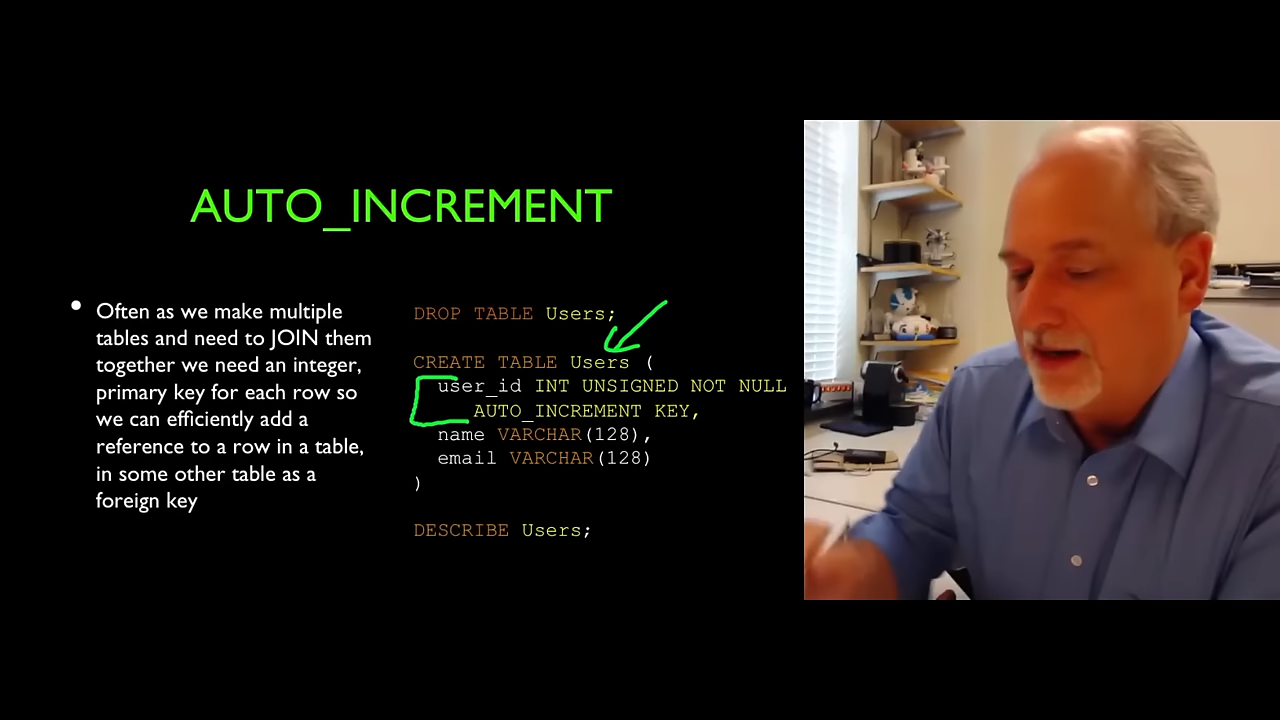 AUTO_INCREMENT
• Often as we make multiple
tables and need to JOIN them
together we need an integer,
primary key for each row so
we can efficiently add a
reference to a row in a table,
in some other table as a
foreign key
DROP TABLE Users;
CREATE TABLE Users (
user_id INT UNSIGNED NOT NULL
AUTO_INCREMENT KEY,
name VARCHAR(128),
email VARCHAR(128)
)
DESCRIBE Users;